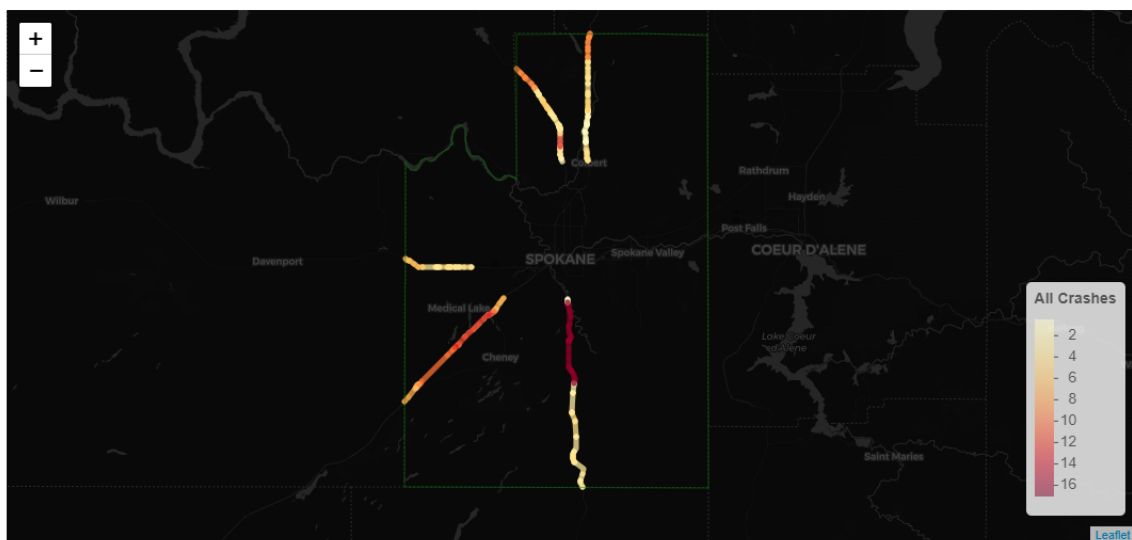 +
−
Colbert
Rathdrum
Hayden
Wilbur
Post Falls
Davenport
SPOKANE
Spokane Valley
COEUR D'ALENE
Medical Lake
Cheney
Lake Coeur
d'Alene
Saint Maries
All Crashes
2
4
6
8
10
12
14
16
Leaflet